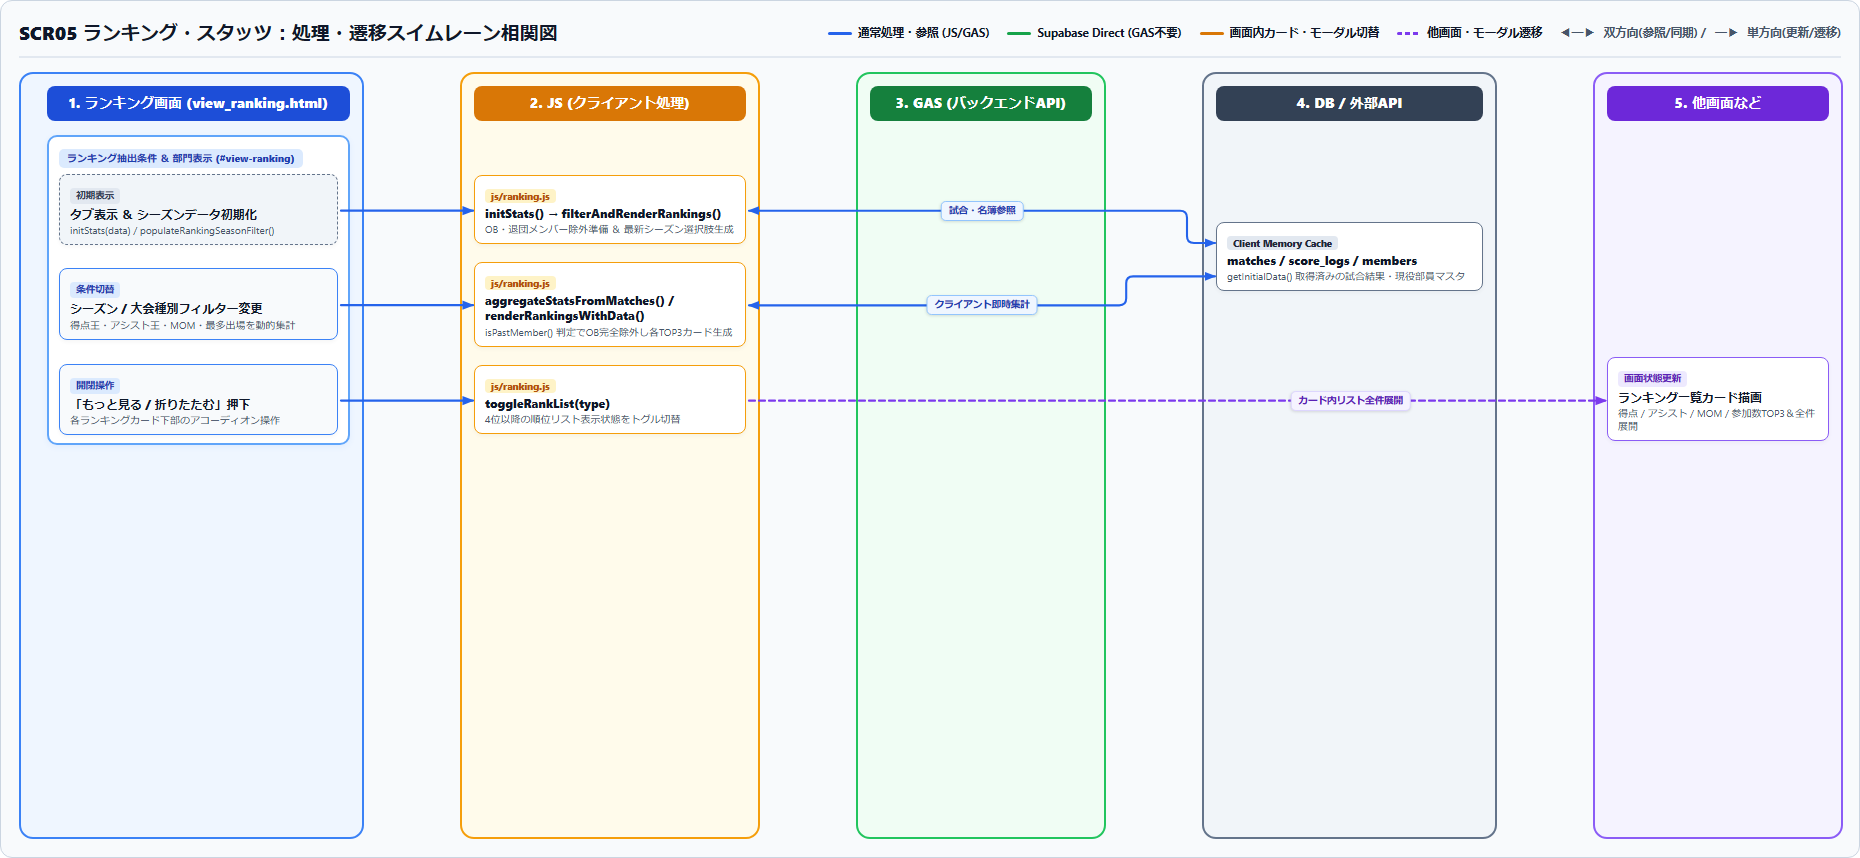 SCR05 ランキング・スタッツ：処理・遷移スイムレーン相関図
通常処理・参照 (JS/GAS)
Supabase Direct (GAS不要)
画面内カード・モーダル切替
他画面・モーダル遷移
◀─▶ 双方向(参照/同期) / ─▶ 単方向(更新/遷移)
1. ランキング画面 (view_ranking.html)
ランキング抽出条件 & 部門表示 (#view-ranking)
初期表示
タブ表示 & シーズンデータ初期化
initStats(data) / populateRankingSeasonFilter()
条件切替
シーズン / 大会種別フィルター変更
得点王・アシスト王・MOM・最多出場を動的集計
開閉操作
「もっと見る / 折りたたむ」押下
各ランキングカード下部のアコーディオン操作
2. JS (クライアント処理)
js/ranking.js
initStats() → filterAndRenderRankings()
OB・退団メンバー除外準備 & 最新シーズン選択肢生成
js/ranking.js
aggregateStatsFromMatches() /
renderRankingsWithData()
isPastMember() 判定でOB完全除外し各TOP3カード生成
js/ranking.js
toggleRankList(type)
4位以降の順位リスト表示状態をトグル切替
3. GAS (バックエンドAPI)
試合・名簿参照
クライアント即時集計
4. DB / 外部API
Client Memory Cache
matches / score_logs / members
getInitialData() 取得済みの試合結果・現役部員マスタ
カード内リスト全件展開
5. 他画面など
画面状態更新
ランキング一覧カード描画
得点 / アシスト / MOM / 参加数TOP3＆全件
展開